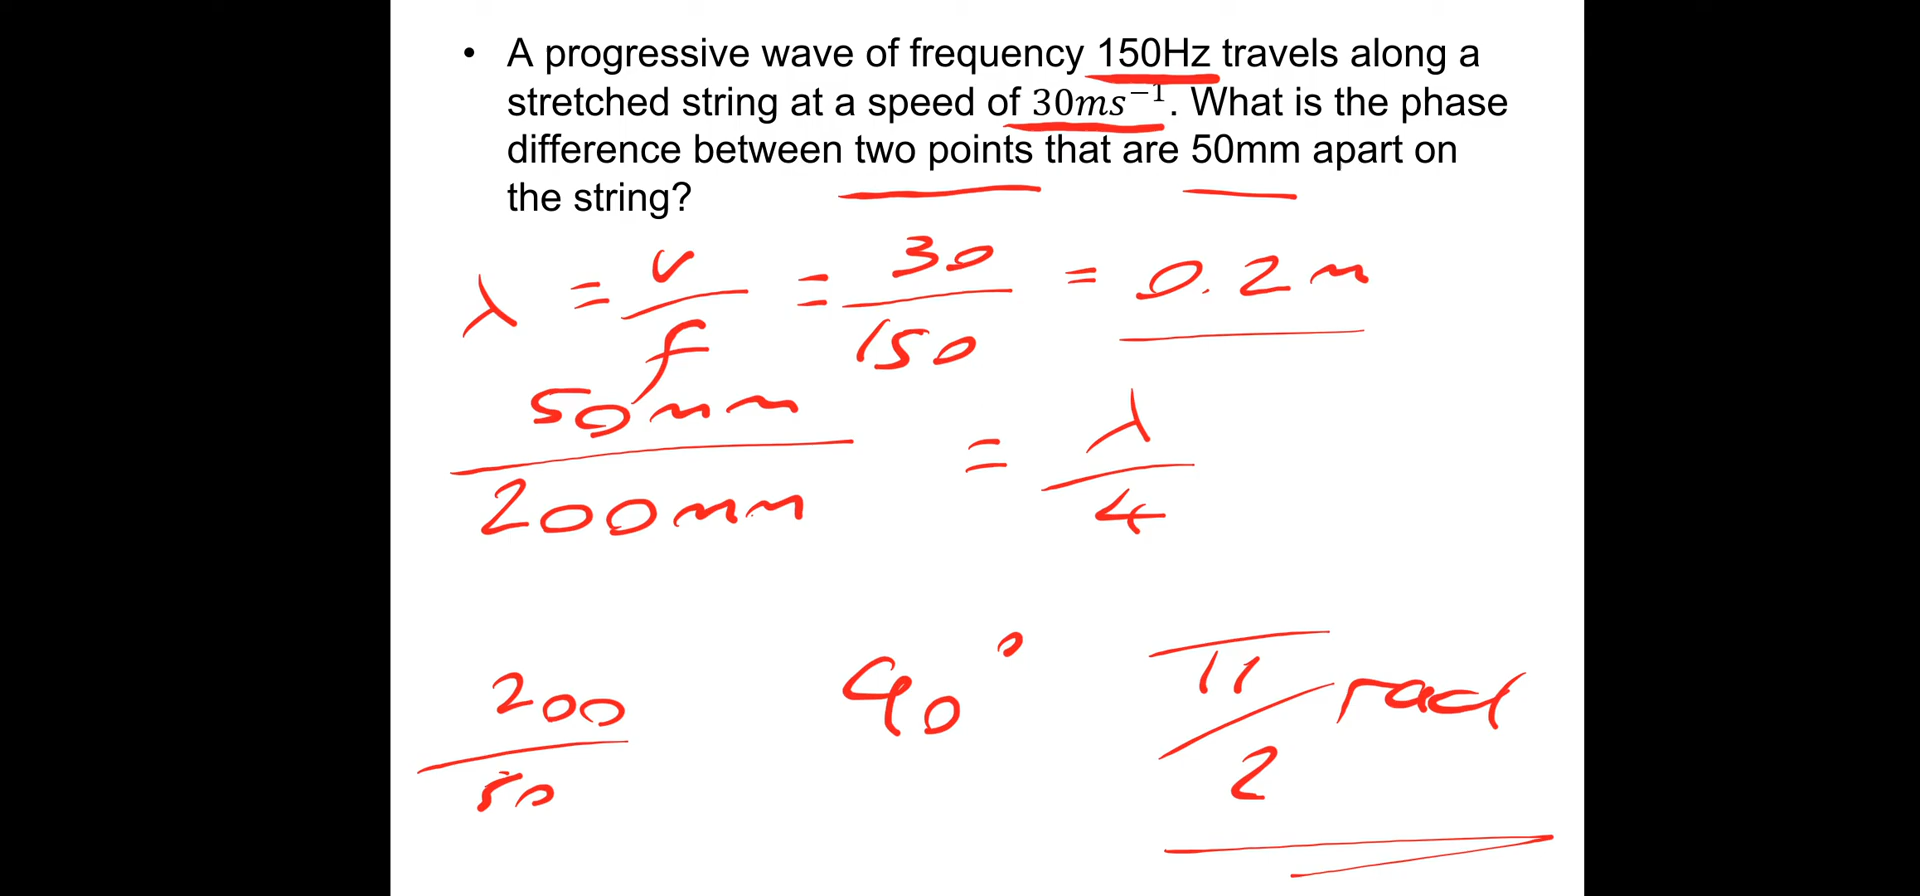 • A progressive wave of frequency 150Hz travels along a
stretched string at a speed of 30ms⁻¹. What is the phase
difference between two points that are 50mm apart on
the string?
λ = v/f = 30/150 = 0.2m
50mm/200mm = λ/4
200/50 90° π/2 rad